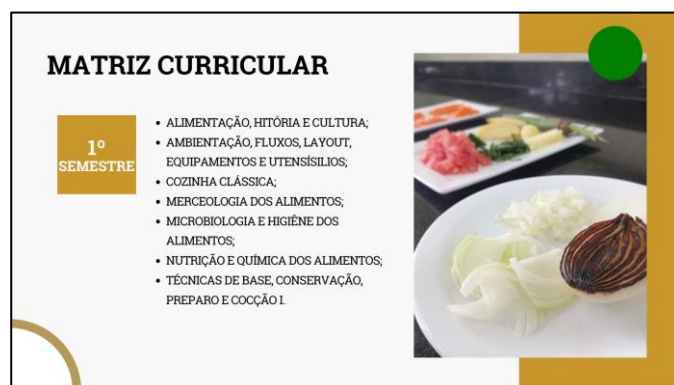 MATRIZ CURRICULAR
1º
SEMESTRE
• ALIMENTAÇÃO, HITÓRIA E CULTURA;
• AMBIENTAÇÃO, FLUXOS, LAYOUT,
EQUIPAMENTOS E UTENSÍSILIOS;
• COZINHA CLÁSSICA;
• MERCEOLOGIA DOS ALIMENTOS;
• MICROBIOLOGIA E HIGIÊNE DOS
ALIMENTOS;
• NUTRIÇÃO E QUÍMICA DOS ALIMENTOS;
• TÉCNICAS DE BASE, CONSERVAÇÃO,
PREPARO E COCÇÃO I.